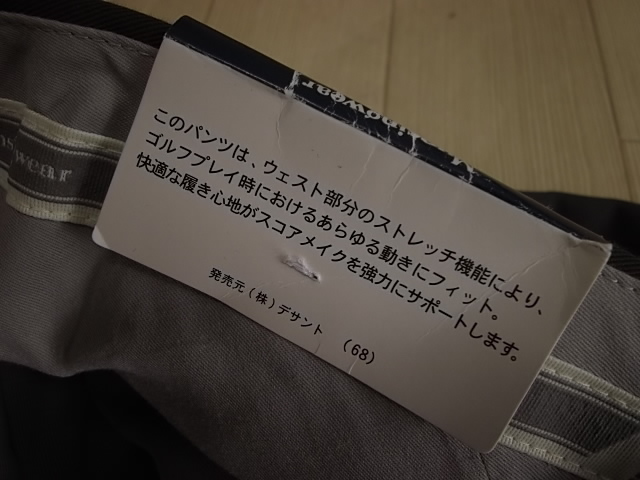 このパンツは、ウェスト部分のストレッチ機能により、
ゴルフプレイ時におけるあらゆる動きにフィット。
快適な履き心地がスコアメイクを強力にサポートします。
発売元(株)デサント (68)